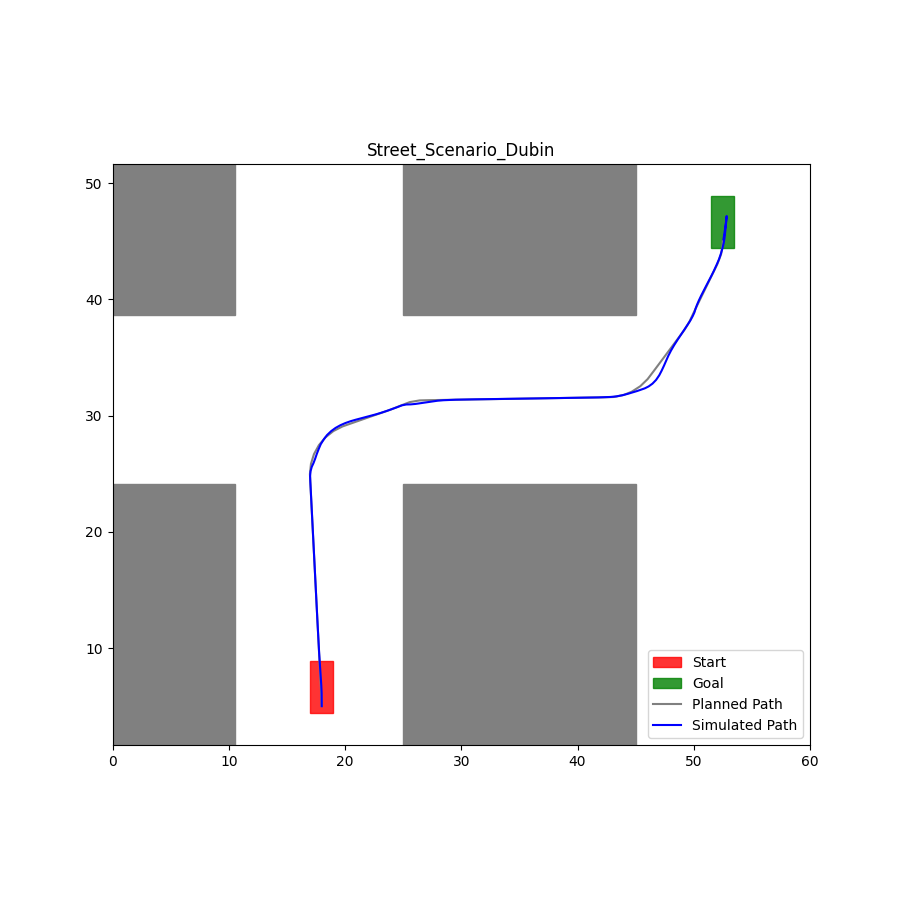 Street_Scenario_Dubin
50
40
30
20
10
0 10 20 30 40 50 60
Start
Goal
Planned Path
Simulated Path